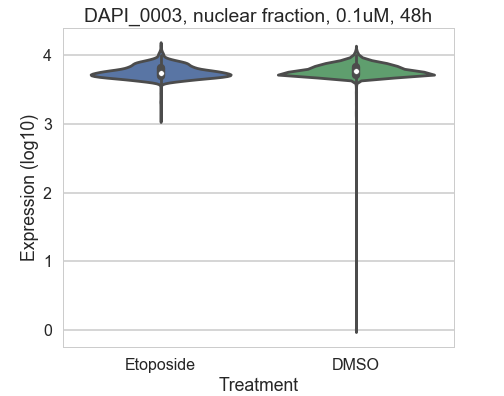 DAPI_0003, nuclear fraction, 0.1uM, 48h
4
3
2
1
0
Expression (log10)
Etoposide DMSO
Treatment